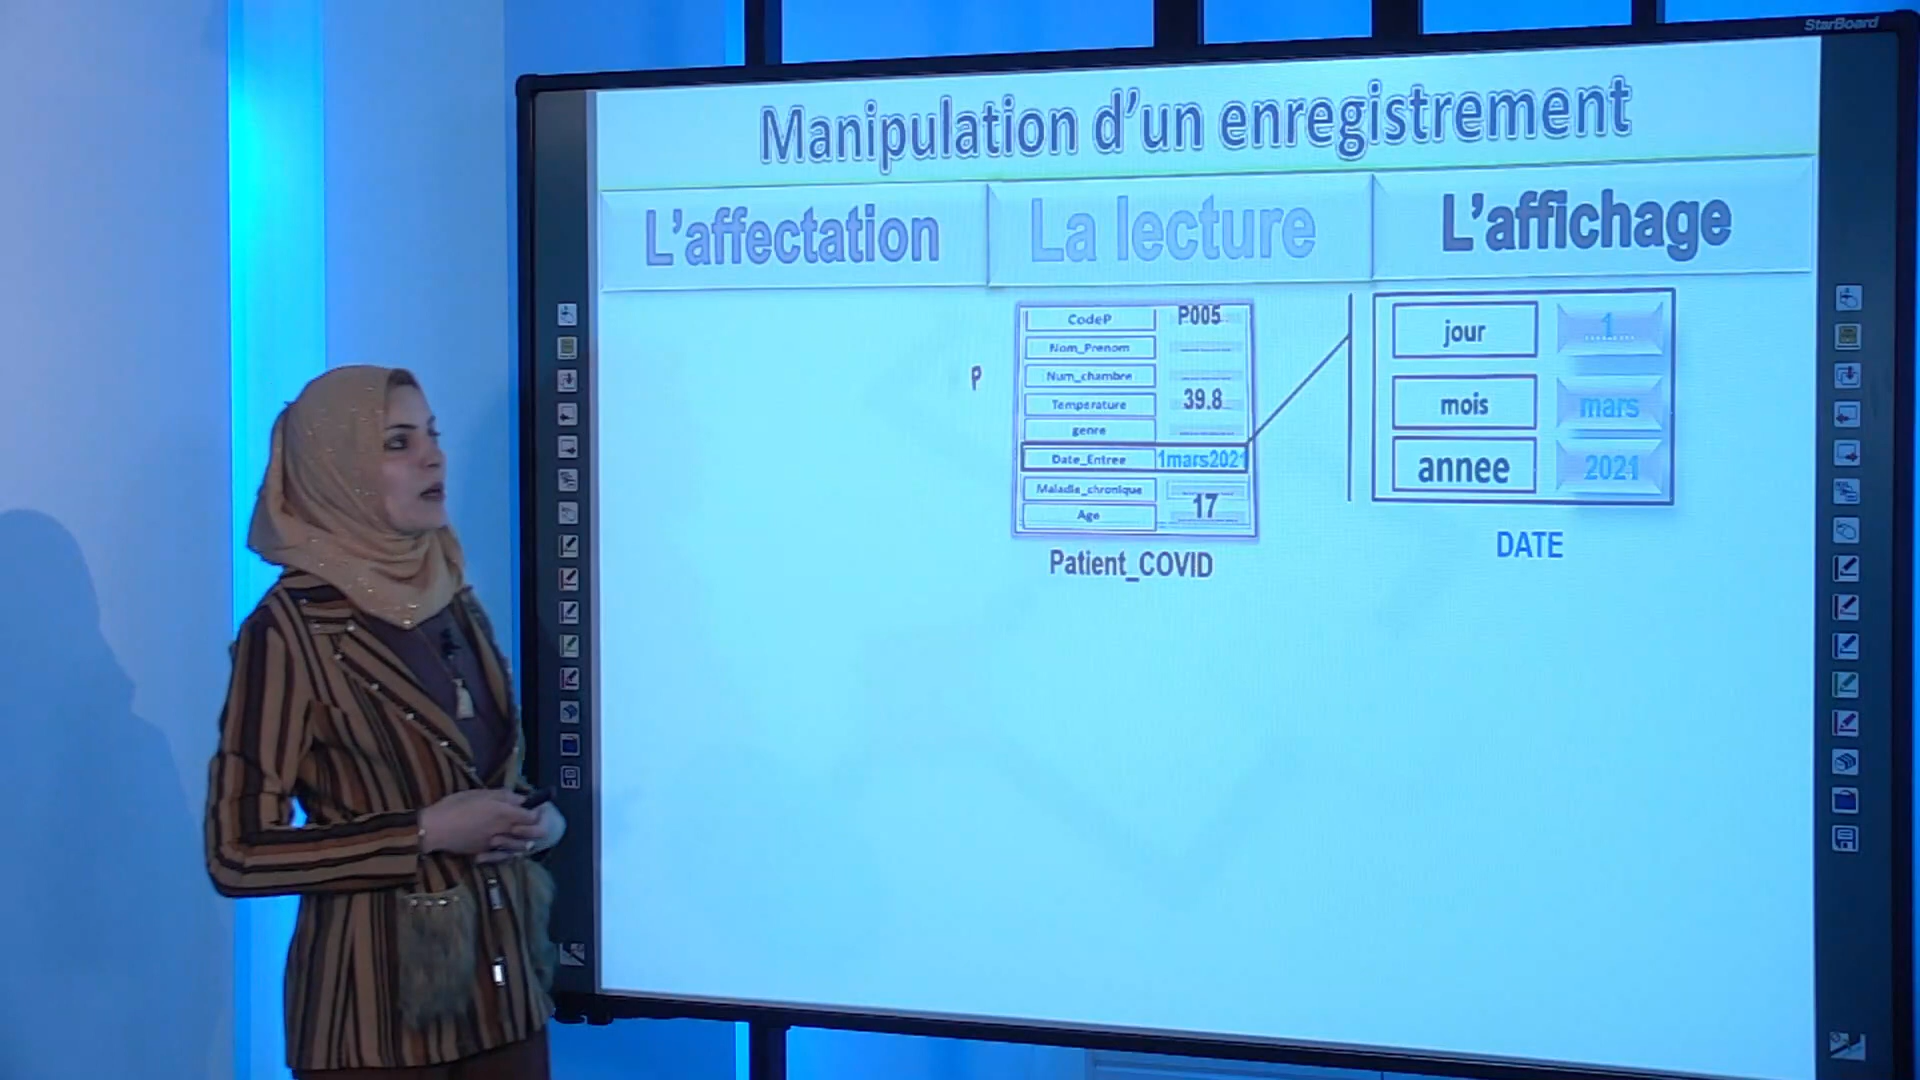 StarBoard
Manipulation d'un enregistrement
L'affectation
La lecture
L'affichage
P
CodeP P005
Nom_Prenom
Num_chambre
Temperature 39.8
genre
Date_Entree 1mars2021
Maladie_chronique
Age 17
Patient_COVID
jour 1
mois mars
annee 2021
DATE